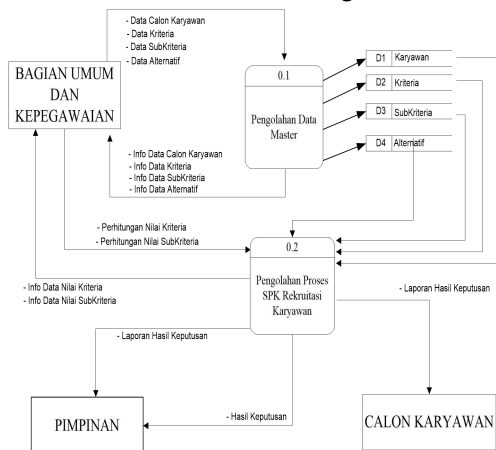 - Data Calon Karyawan
- Data Kriteria
- Data SubKriteria
- Data Alternatif
BAGIAN UMUM
DAN
KEPEGAWAIAN
0.1
Pengolahan Data
Master
D1 Karyawan
D2 Kriteria
D3 SubKriteria
D4 Alternatif
- Info Data Calon Karyawan
- Info Data Kriteria
- Info Data SubKriteria
- Info Data Alternatif
- Perhitungan Nilai Kriteria
- Perhitungan Nilai SubKriteria
0.2
Pengolahan Proses
SPK Rekruitasi
Karyawan
- Info Data Nilai Kriteria
- Info Data Nilai SubKriteria
- Laporan Hasil Keputusan
- Laporan Hasil Keputusan
- Hasil Keputusan
PIMPINAN
CALON KARYAWAN